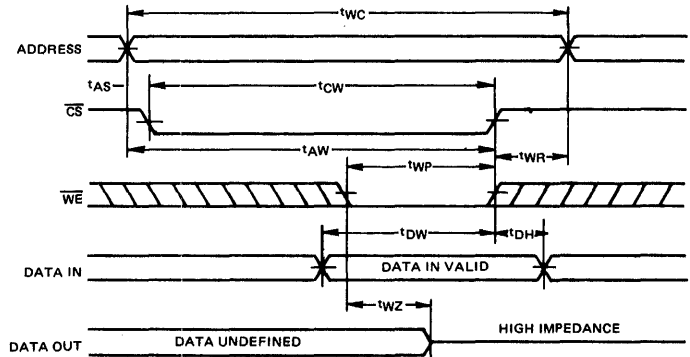 tWC
ADDRESS
tAS
tCW
CS
tAW
tWP
tWR
WE
tDW
tDH
DATA IN
DATA IN VALID
tWZ
DATA OUT
DATA UNDEFINED
HIGH IMPEDANCE